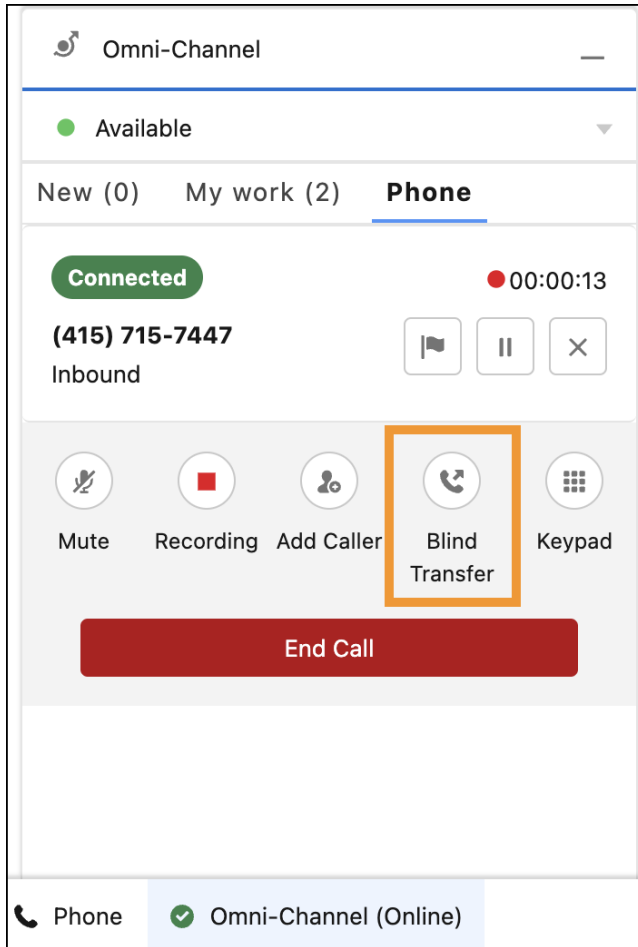 Omni-Channel
Available
New (0) My work (2) Phone
Connected 00:00:13
(415) 715-7447
Inbound
Mute Recording Add Caller Blind Transfer Keypad
End Call
Phone Omni-Channel (Online)